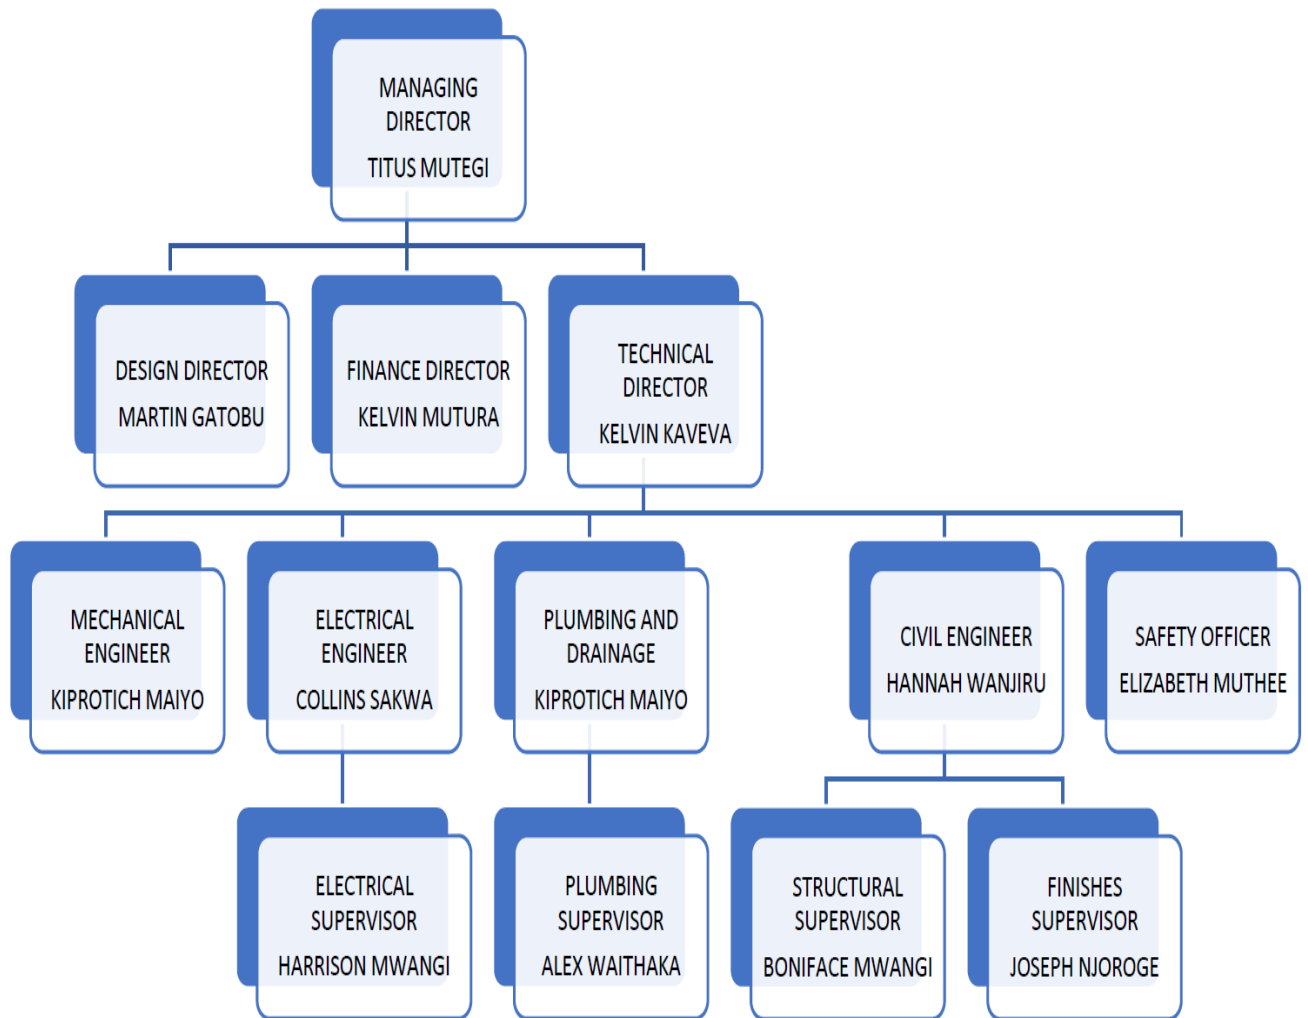 MANAGING
DIRECTOR
TITUS MUTEGI
DESIGN DIRECTOR
MARTIN GATOBU
FINANCE DIRECTOR
KELVIN MUTURA
TECHNICAL
DIRECTOR
KELVIN KAVEVA
MECHANICAL
ENGINEER
KIPROTICH MAIYO
ELECTRICAL
ENGINEER
COLLINS SAKWA
PLUMBING AND
DRAINAGE
KIPROTICH MAIYO
CIVIL ENGINEER
HANNAH WANJIRU
SAFETY OFFICER
ELIZABETH MUTHEE
ELECTRICAL
SUPERVISOR
HARRISON MWANGI
PLUMBING
SUPERVISOR
ALEX WAITHAKA
STRUCTURAL
SUPERVISOR
BONIFACE MWANGI
FINISHES
SUPERVISOR
JOSEPH NJOROGE